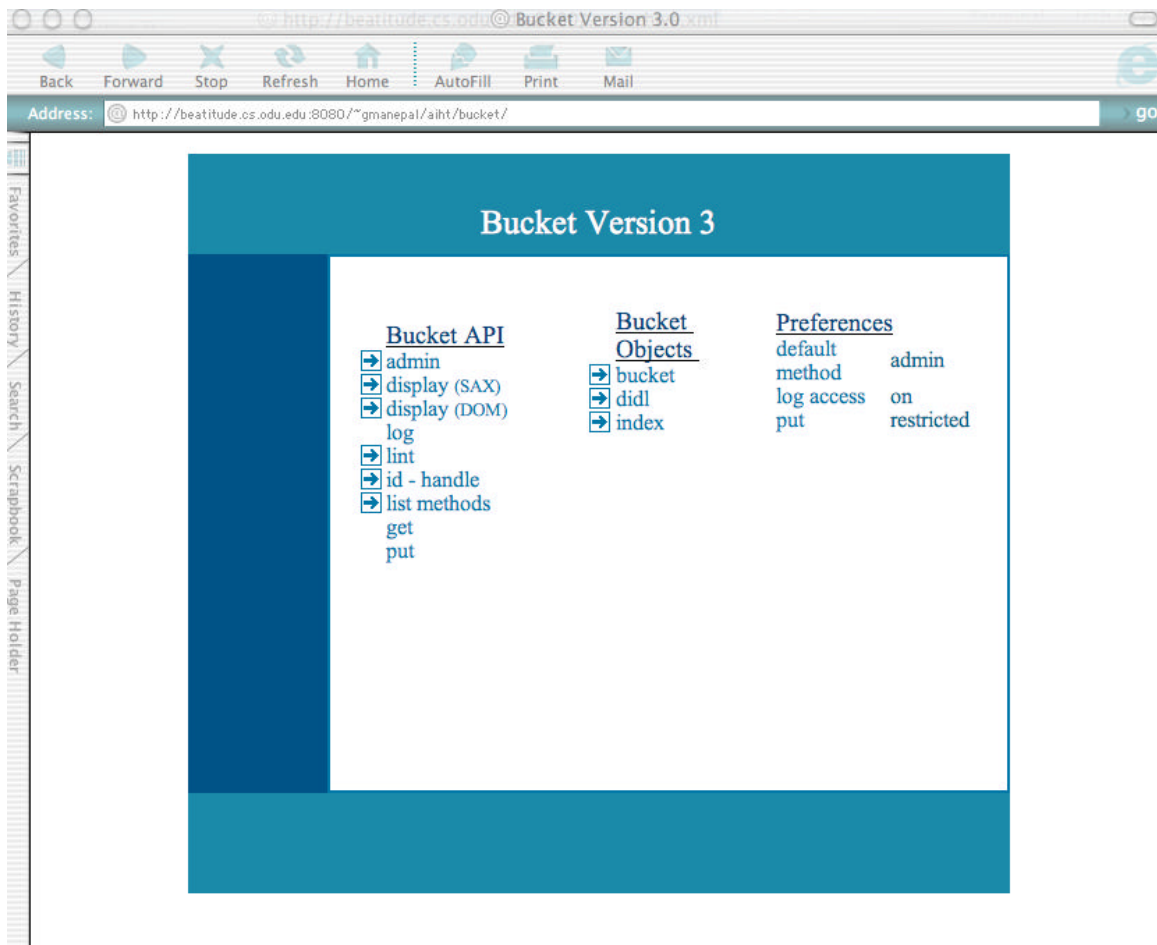 @ Bucket Version 3.0
Back Forward Stop Refresh Home AutoFill Print Mail
Address: @ http://beatitude.cs.odu.edu:8080/~gmanepal/aiht/bucket/ go
Favorites
History
Search
Scrapbook
Page Holder
Bucket Version 3
Bucket API
admin
display (SAX)
display (DOM)
log
lint
id - handle
list methods
get
put
Bucket
Objects
bucket
didl
index
Preferences
default
method admin
log access on
put restricted